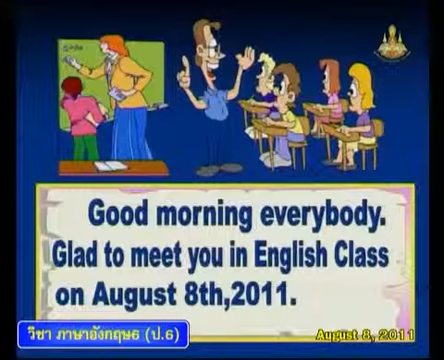 Good morning everybody.
Glad to meet you in English Class
on August 8th,2011.
วิชา ภาษาอังกฤษ6 (ป.6)
August 8, 2011